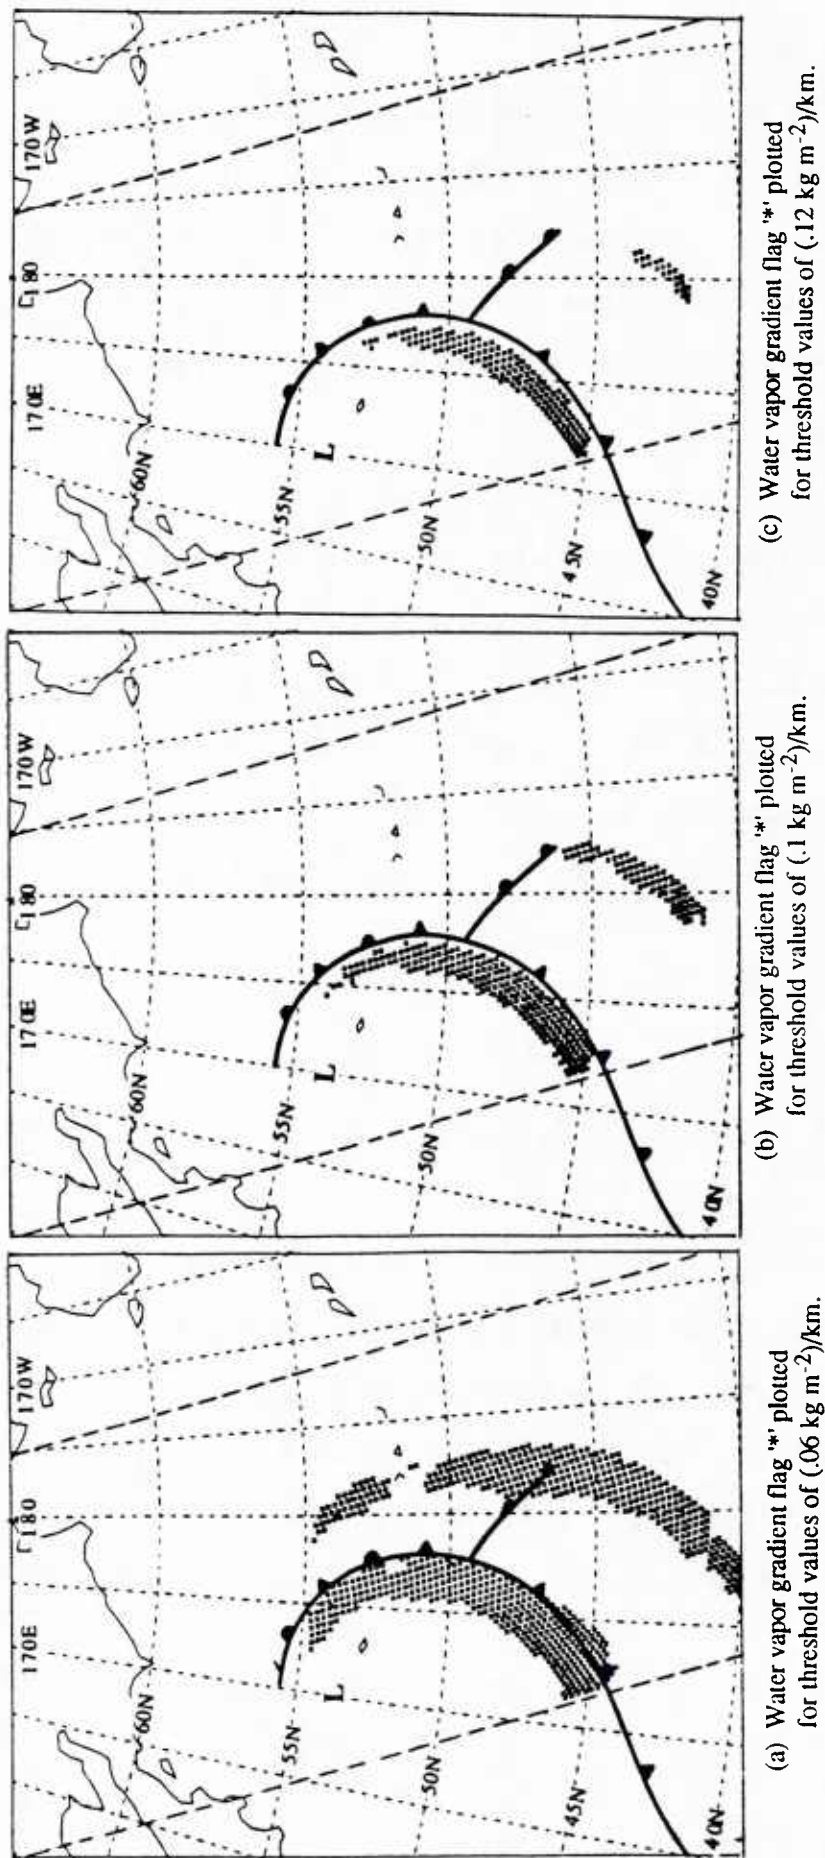 170E
180
170W
60N
55N
L
50N
45N
40N
(a) Water vapor gradient flag '*' plotted
for threshold values of (.06 kg m-2)/km.
170E
180
170W
60N
55N
L
50N
40N
(b) Water vapor gradient flag '*' plotted
for threshold values of (.1 kg m-2)/km.
170E
180
170W
60N
55N
L
50N
45N
40N
(c) Water vapor gradient flag '*' plotted
for threshold values of (.12 kg m-2)/km.